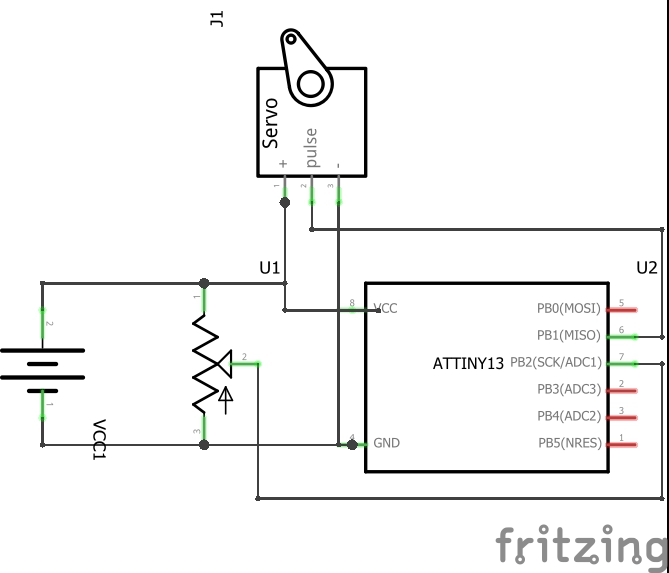 J1
Servo
pulse
+
-
1
2
3
U1
U2
8
VCC
PB0(MOSI)
5
PB1(MISO)
6
ATTINY13
PB2(SCK/ADC1)
7
PB3(ADC3)
2
PB4(ADC2)
3
PB5(NRES)
1
4
GND
1
2
3
2
1
VCC1
fritzing